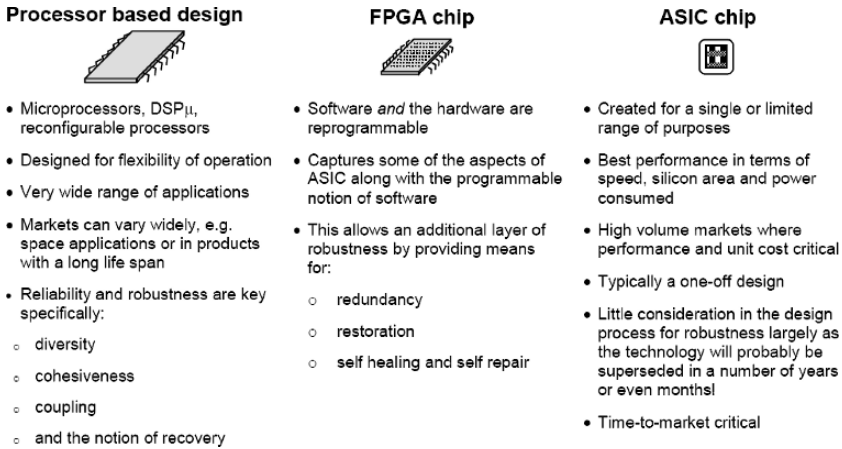 Processor based design
• Microprocessors, DSPμ,
reconfigurable processors
• Designed for flexibility of operation
• Very wide range of applications
• Markets can vary widely, e.g.
space applications or in products
with a long life span
• Reliability and robustness are key
specifically:
○ diversity
○ cohesiveness
○ coupling
○ and the notion of recovery
FPGA chip
• Software and the hardware are
reprogrammable
• Captures some of the aspects of
ASIC along with the programmable
notion of software
• This allows an additional layer of
robustness by providing means
for:
○ redundancy
○ restoration
○ self healing and self repair
ASIC chip
• Created for a single or limited
range of purposes
• Best performance in terms of
speed, silicon area and power
consumed
• High volume markets where
performance and unit cost critical
• Typically a one-off design
• Little consideration in the design
process for robustness largely as
the technology will probably be
superseded in a number of years
or even months!
• Time-to-market critical